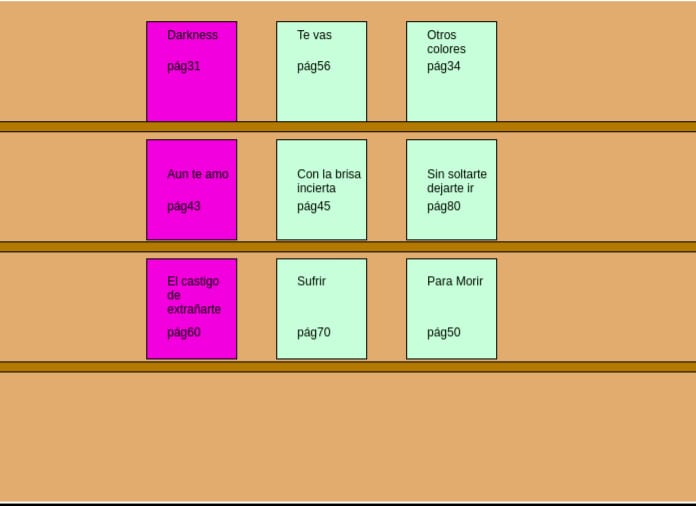 Darkness
pág31
Te vas
pág56
Otros
colores
pág34
Aun te amo
pág43
Con la brisa
incierta
pág45
Sin soltarte
dejarte ir
pág80
El castigo
de
extrañarte
pág60
Sufrir
pág70
Para Morir
pág50